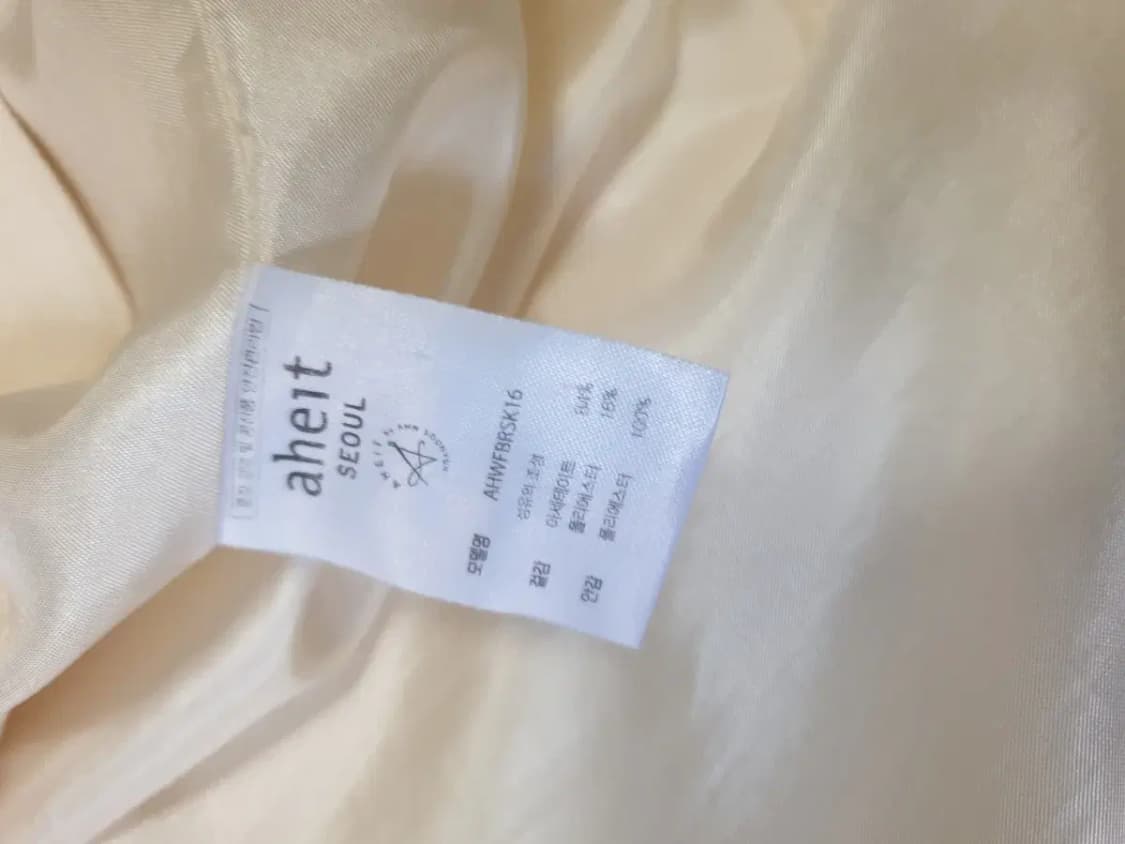 aheit
SEOUL
모델명 AHWFBRSK16
섬유의 조성
겉감 아세테이트
폴리에스터 16%
안감 폴리에스터 100%